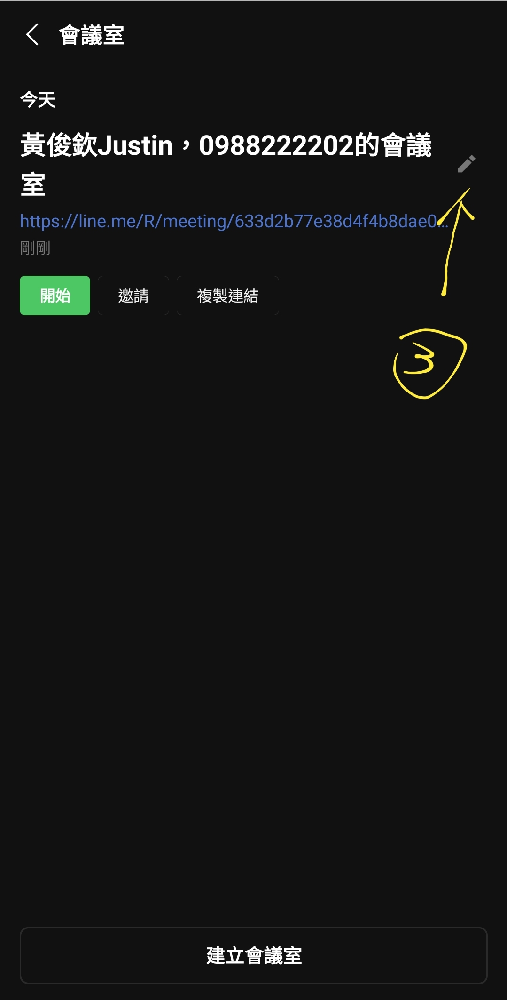 會議室
今天
黃俊欽Justin，0988222202的會議
室
https://line.me/R/meeting/633d2b77e38d4f4b8dae0...
剛剛
開始
邀請
複製連結
3
建立會議室